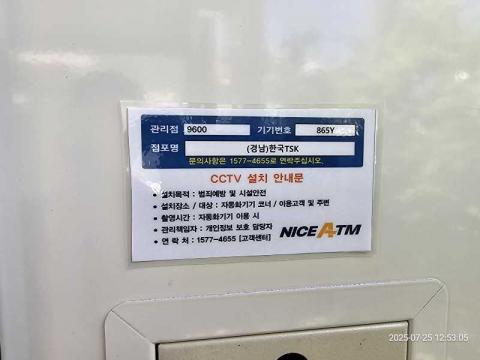 관리점 9600 기기번호 865Y
점포명 (경남)한국TSK
문의사항은 1577-4655로 연락주십시오.
CCTV 설치 안내문
• 설치목적 : 범죄예방 및 시설안전
• 설치장소 / 대상 : 자동화기기 코너 / 이용고객 및 주변
• 촬영시간 : 자동화기기 이용 시
• 관리책임자 : 개인정보 보호 담당자
• 연 락 처 : 1577-4655 [고객센터]
NICE ATM
2025-07-25 12:53:05